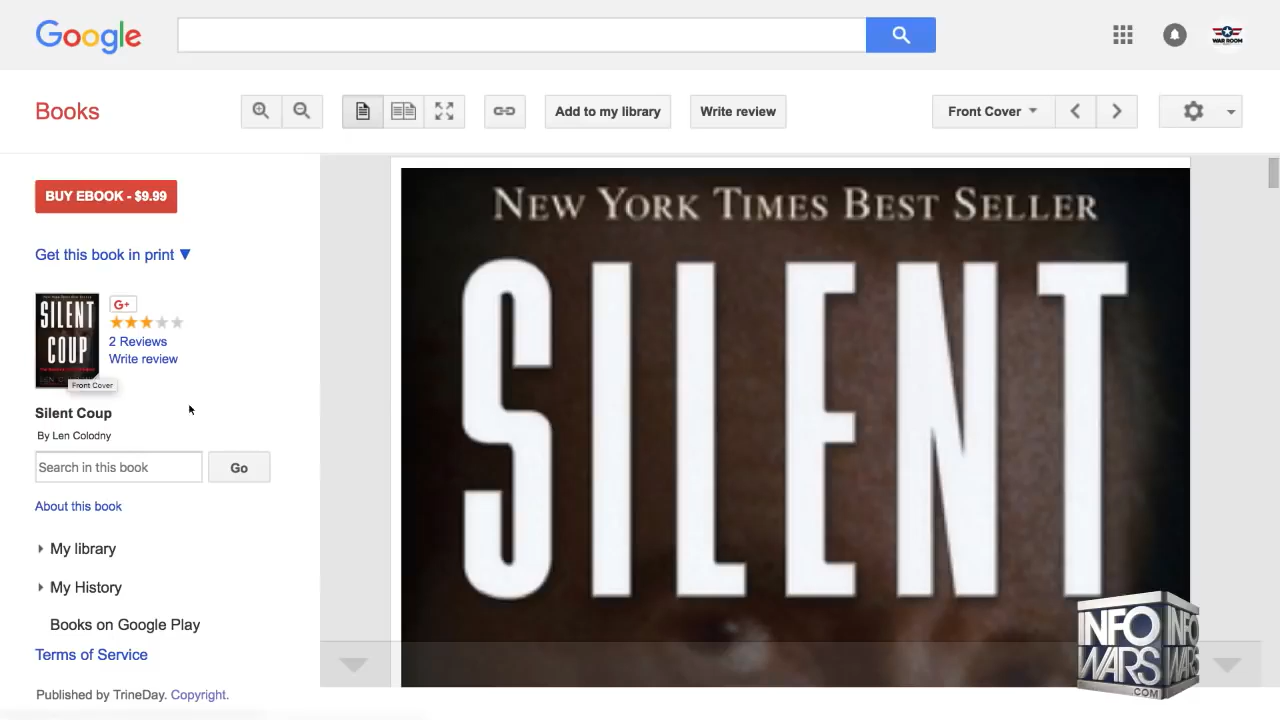 Google
WAR ROOM
Books
Add to my library
Write review
Front Cover
BUY EBOOK - $9.99
Get this book in print ▼
NEW YORK TIMES BEST SELLER
SILENT
SILENT
COUP
G+
2 Reviews
Write review
Front Cover
Silent Coup
By Len Colodny
Search in this book
Go
About this book
My library
My History
Books on Google Play
Terms of Service
Published by TrineDay. Copyright.
INFO
WARS
.COM
INFO
WARS